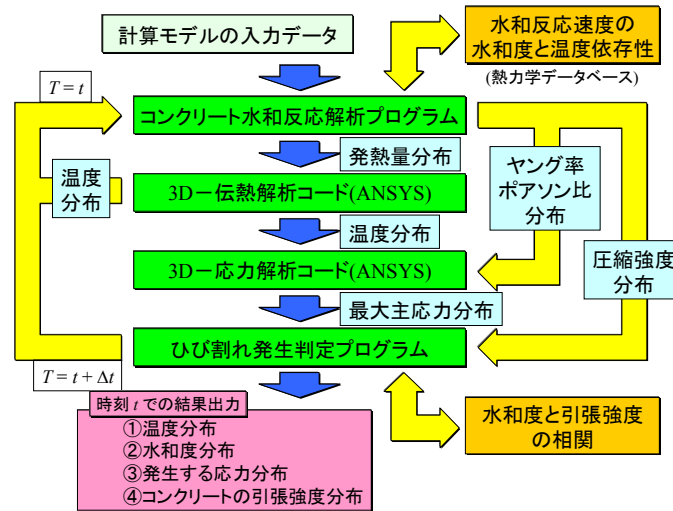 計算モデルの入力データ
水和反応速度の
水和度と温度依存性
(熱力学データベース)
T = t
コンクリート水和反応解析プログラム
発熱量分布
温度
分布
3D－伝熱解析コード(ANSYS)
ヤング率
ポアソン比
分布
温度分布
3D－応力解析コード(ANSYS)
圧縮強度
分布
最大主応力分布
ひび割れ発生判定プログラム
T = t + Δt
時刻 t での結果出力
①温度分布
②水和度分布
③発生する応力分布
④コンクリートの引張強度分布
水和度と引張強度
の相関